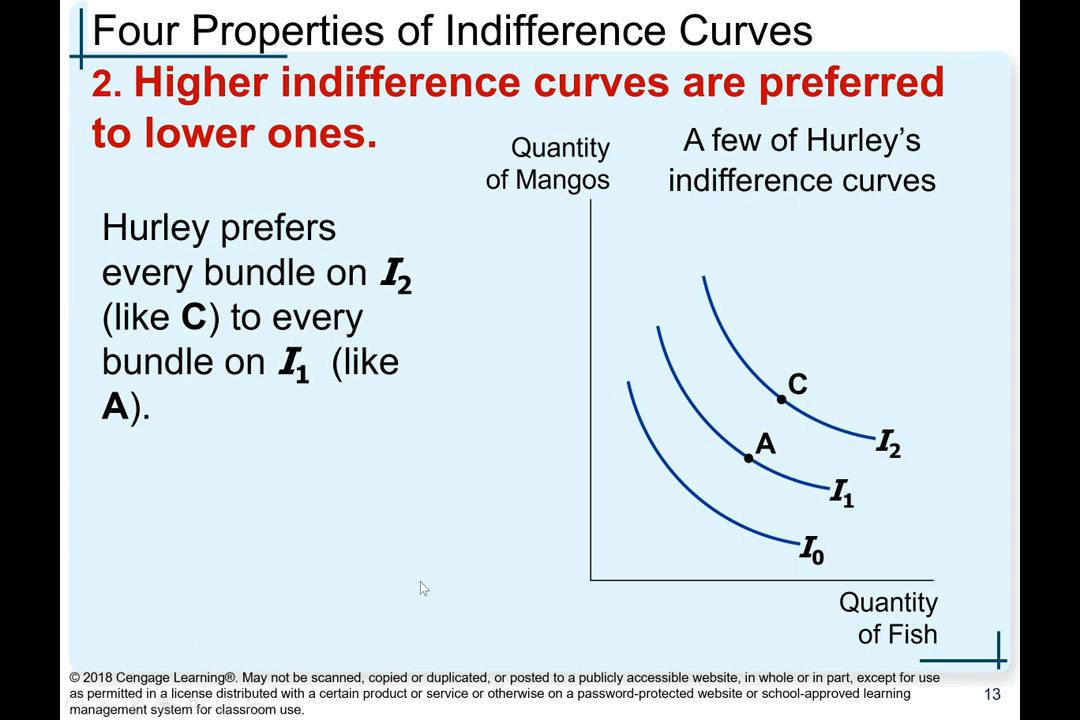 Four Properties of Indifference Curves
2. Higher indifference curves are preferred
to lower ones.
Quantity
of Mangos
A few of Hurley’s
indifference curves
Hurley prefers
every bundle on I2
(like C) to every
bundle on I1 (like
A).
C
A
I2
I1
I0
Quantity
of Fish
© 2018 Cengage Learning®. May not be scanned, copied or duplicated, or posted to a publicly accessible website, in whole or in part, except for use
as permitted in a license distributed with a certain product or service or otherwise on a password-protected website or school-approved learning
management system for classroom use.
13